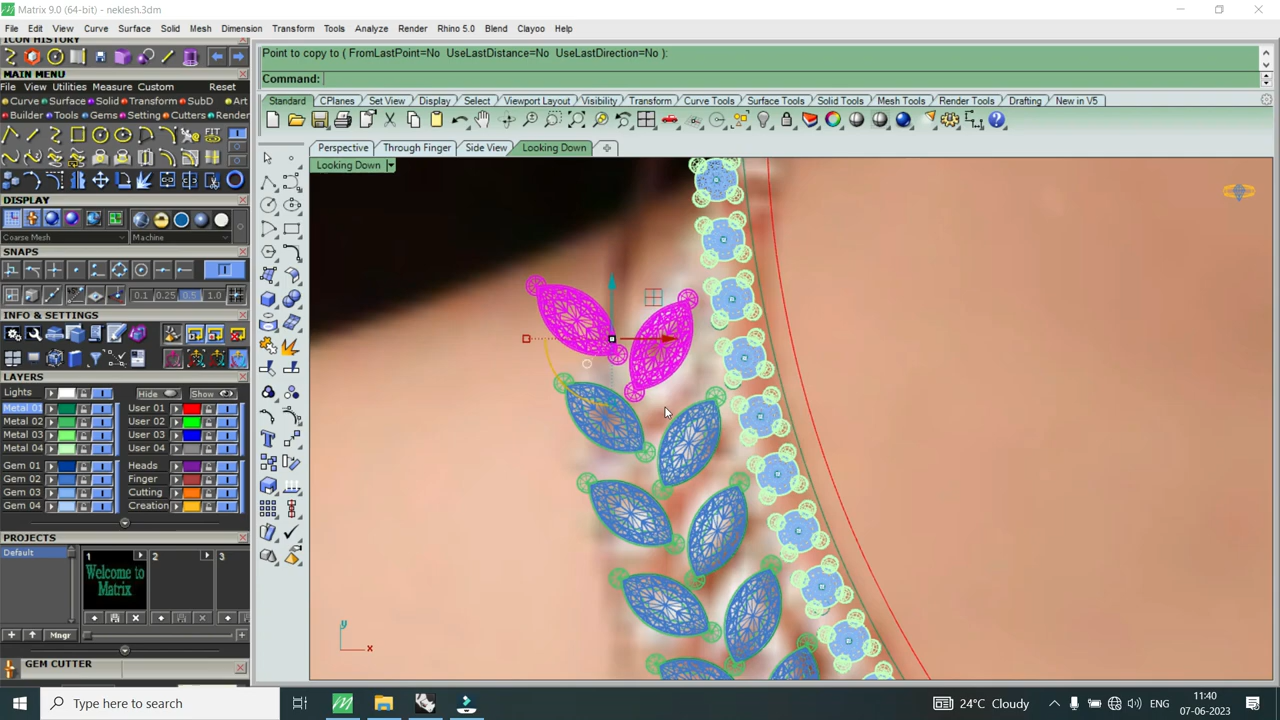 Matrix 9.0 (64-bit) - neklesh.3dm
File Edit View Curve Surface Solid Mesh Dimension Transform Tools Analyze Render Rhino 5.0 Blend Clayoo Help
ICON HISTORY
Point to copy to ( FromLastPoint=No UseLastDistance=No UseLastDirection=No ):
Command:
MAIN MENU
File View Utilities Measure Custom Reset
Curve Surface Solid Transform SubD Art
Builder Tools Gems Setting Cutters Render
Standard CPlanes Set View Display Select Viewport Layout Visibility Transform Curve Tools Surface Tools Solid Tools Mesh Tools Render Tools Drafting New in V5
FIT
Perspective Through Finger Side View Looking Down
Looking Down
DISPLAY
Coarse Mesh Machine
SNAPS
0.1 0.25 0.5 1.0
INFO & SETTINGS
LAYERS
Lights Hide Show
Metal 01 User 01
Metal 02 User 02
Metal 03 User 03
Metal 04 User 04
Gem 01 Heads
Gem 02 Finger
Gem 03 Cutting
Gem 04 Creation
PROJECTS
Default 1 2 3
Welcome to Matrix
Mngr
GEM CUTTER
y
x
Type here to search
24°C Cloudy
ENG
11:40
07-06-2023